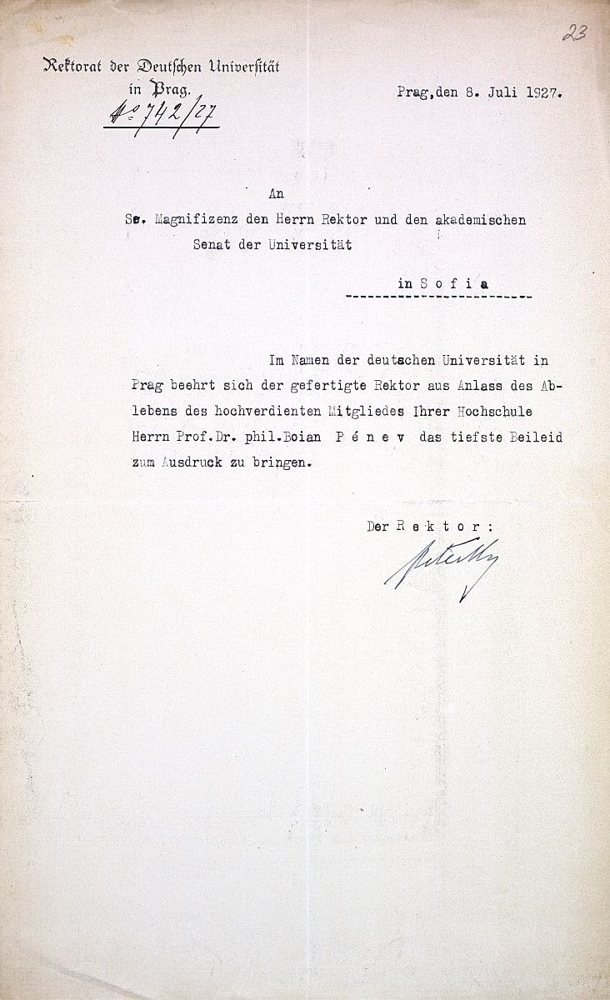 23
Rektorat der Deutschen Universität
in Prag.
Prag,den 8. Juli 1927.
No 742/27
An
Se. Magnifizenz den Herrn Rektor und den akademischen
Senat der Universität
in S o f i a
Im Namen der deutschen Universität in
Prag beehrt sich der gefertigte Rektor aus Anlass des Ab-
lebens des hochverdienten Mitgliedes Ihrer Hochschule
Herrn Prof.Dr. phil.Boian P é n e v das tiefste Beileid
zum Ausdruck zu bringen.
Der R e k t o r :